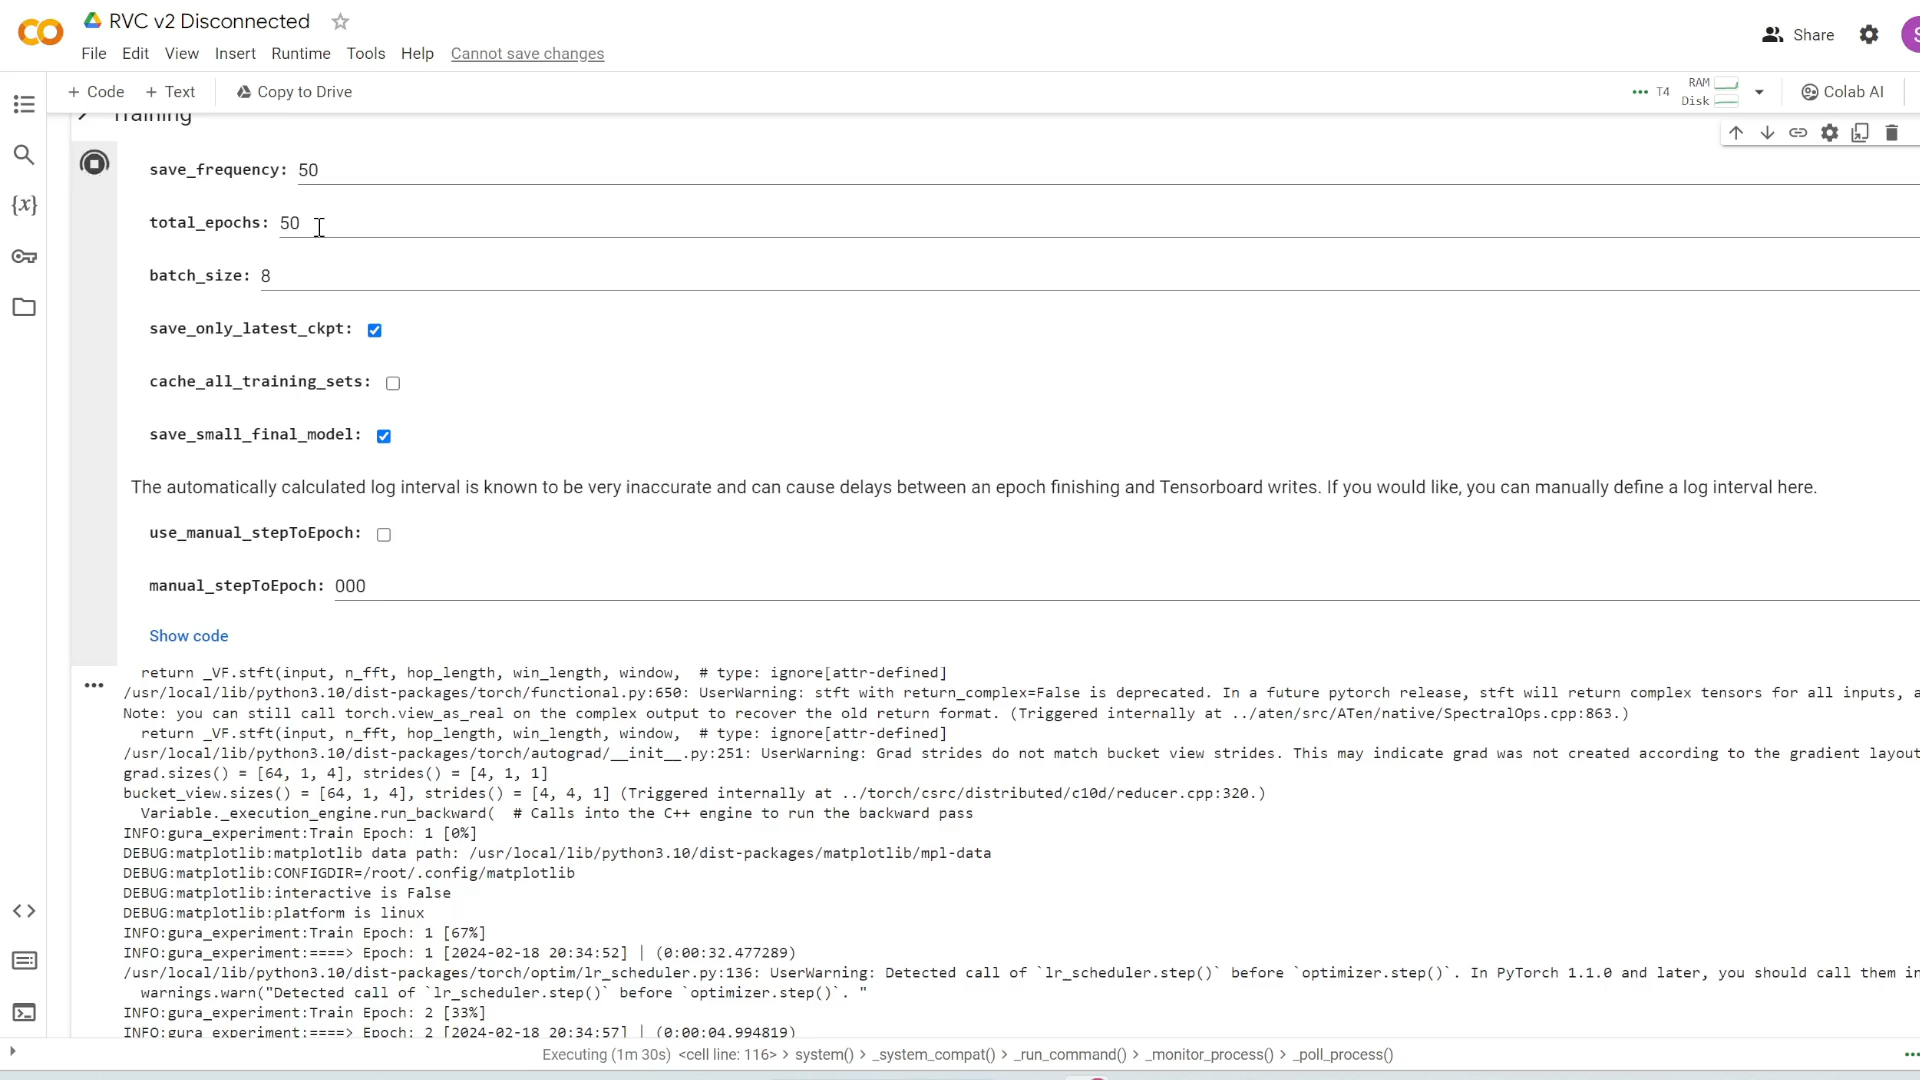 RVC v2 Disconnected
File Edit View Insert Runtime Tools Help Cannot save changes
Share
S
+ Code + Text Copy to Drive
T4 RAM Disk Colab AI
Training
save_frequency: 50
total_epochs: 50
batch_size: 8
save_only_latest_ckpt:
cache_all_training_sets:
save_small_final_model:
The automatically calculated log interval is known to be very inaccurate and can cause delays between an epoch finishing and Tensorboard writes. If you would like, you can manually define a log interval here.
use_manual_stepToEpoch:
manual_stepToEpoch: 000
Show code
return _VF.stft(input, n_fft, hop_length, win_length, window,  # type: ignore[attr-defined]
/usr/local/lib/python3.10/dist-packages/torch/functional.py:650: UserWarning: stft with return_complex=False is deprecated. In a future pytorch release, stft will return complex tensors for all inputs, a
Note: you can still call torch.view_as_real on the complex output to recover the old return format. (Triggered internally at ../aten/src/ATen/native/SpectralOps.cpp:863.)
return _VF.stft(input, n_fft, hop_length, win_length, window,  # type: ignore[attr-defined]
/usr/local/lib/python3.10/dist-packages/torch/autograd/__init__.py:251: UserWarning: Grad strides do not match bucket view strides. This may indicate grad was not created according to the gradient layout
grad.sizes() = [64, 1, 4], strides() = [4, 1, 1]
bucket_view.sizes() = [64, 1, 4], strides() = [4, 4, 1] (Triggered internally at ../torch/csrc/distributed/c10d/reducer.cpp:320.)
Variable._execution_engine.run_backward(  # Calls into the C++ engine to run the backward pass
INFO:gura_experiment:Train Epoch: 1 [0%]
DEBUG:matplotlib:matplotlib data path: /usr/local/lib/python3.10/dist-packages/matplotlib/mpl-data
DEBUG:matplotlib:CONFIGDIR=/root/.config/matplotlib
DEBUG:matplotlib:interactive is False
DEBUG:matplotlib:platform is linux
INFO:gura_experiment:Train Epoch: 1 [67%]
INFO:gura_experiment:====> Epoch: 1 [2024-02-18 20:34:52] | (0:00:32.477289)
/usr/local/lib/python3.10/dist-packages/torch/optim/lr_scheduler.py:136: UserWarning: Detected call of `lr_scheduler.step()` before `optimizer.step()`. In PyTorch 1.1.0 and later, you should call them in
warnings.warn("Detected call of `lr_scheduler.step()` before `optimizer.step()`. "
INFO:gura_experiment:Train Epoch: 2 [33%]
INFO:gura_experiment:====> Epoch: 2 [2024-02-18 20:34:57] | (0:00:04.994819)
Executing (1m 30s) <cell line: 116> > system() > _system_compat() > _run_command() > _monitor_process() > _poll_process()